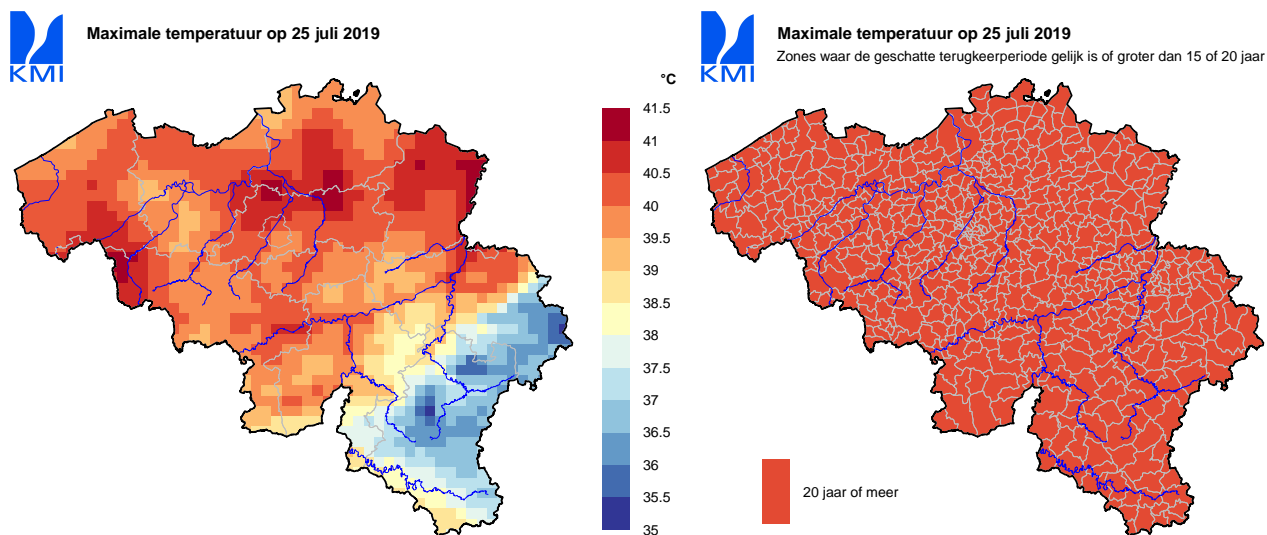 KMI
Maximale temperatuur op 25 juli 2019
°C
41.5
41
40.5
40
39.5
39
38.5
38
37.5
37
36.5
36
35.5
35
KMI
Maximale temperatuur op 25 juli 2019
Zones waar de geschatte terugkeerperiode gelijk is of groter dan 15 of 20 jaar
20 jaar of meer